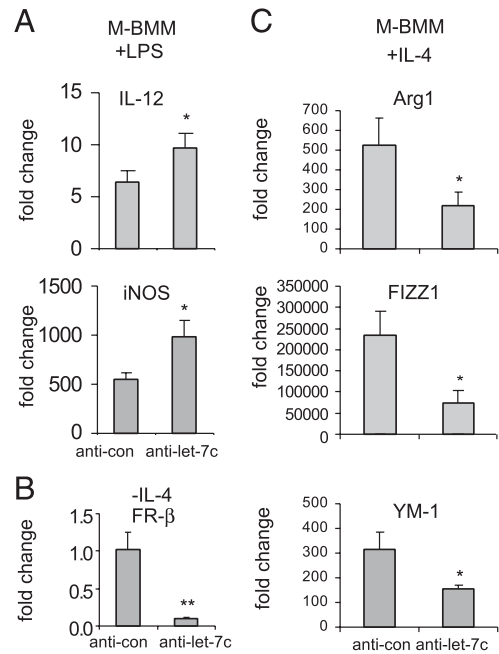 A
M-BMM
+LPS
IL-12
15
10
5
0
fold change
*
iNOS
1500
1000
500
0
fold change
*
anti-con anti-let-7c
B
-IL-4
FR-β
1.5
1.0
0.5
0.0
fold change
**
anti-con anti-let-7c
C
M-BMM
+IL-4
Arg1
700
600
500
400
300
200
100
0
fold change
*
FIZZ1
350000
300000
250000
200000
150000
100000
50000
0
fold change
*
YM-1
500
400
300
200
100
0
fold change
*
anti-con anti-let-7c